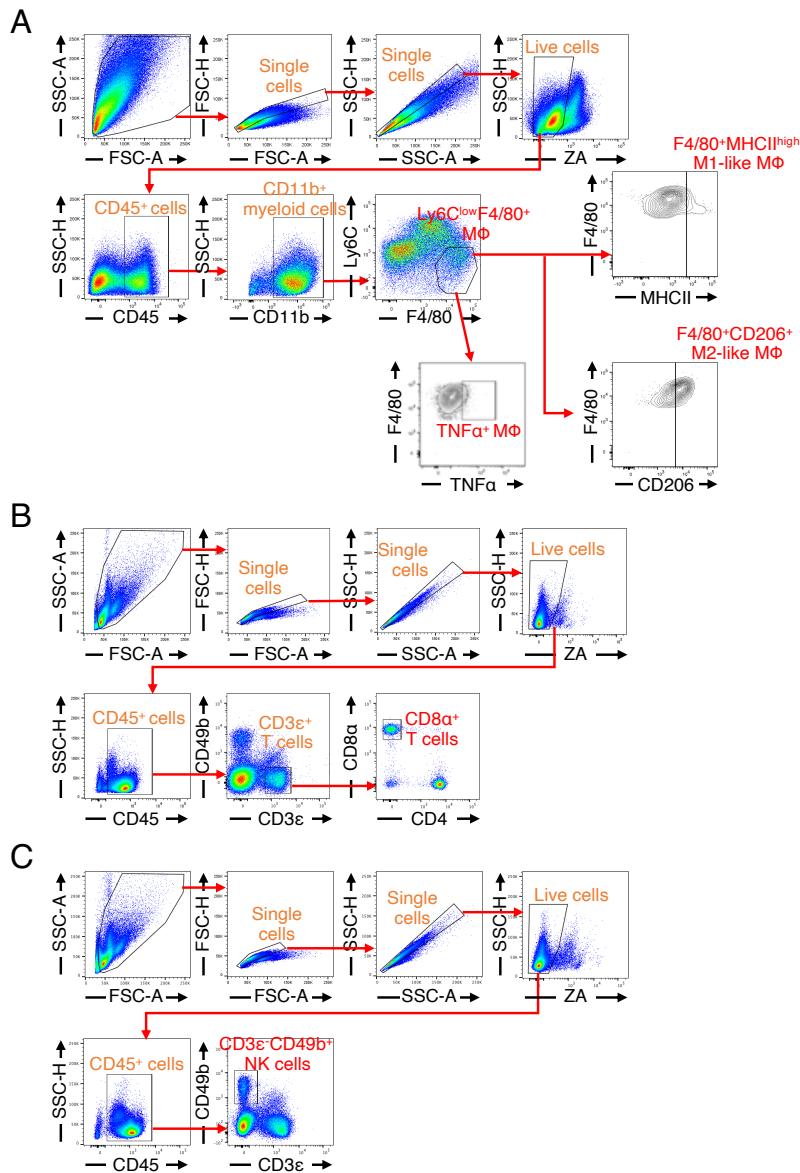 A
SSC-A
FSC-A
FSC-H
Single
cells
FSC-A
SSC-H
Single
cells
SSC-A
SSC-H
Live cells
ZA
F4/80⁺MHCIIʰⁱᵍʰ
M1-like MΦ
F4/80
MHCII
SSC-H
CD45⁺ cells
CD45
SSC-H
CD11b⁺
myeloid cells
CD11b
Ly6C
Ly6CˡᵒʷF4/80⁺
MΦ
F4/80
F4/80
TNFα⁺ MΦ
TNFα
F4/80⁺CD206⁺
M2-like MΦ
F4/80
CD206
B
SSC-A
FSC-A
FSC-H
Single
cells
FSC-A
SSC-H
Single
cells
SSC-A
SSC-H
Live cells
ZA
SSC-H
CD45⁺ cells
CD45
CD49b
CD3ε⁺
T cells
CD3ε
CD8α
CD8α⁺
T cells
CD4
C
SSC-A
FSC-A
FSC-H
Single
cells
FSC-A
SSC-H
Single
cells
SSC-A
SSC-H
Live cells
ZA
SSC-H
CD45⁺ cells
CD45
CD49b
CD3ε⁻CD49b⁺
NK cells
CD3ε